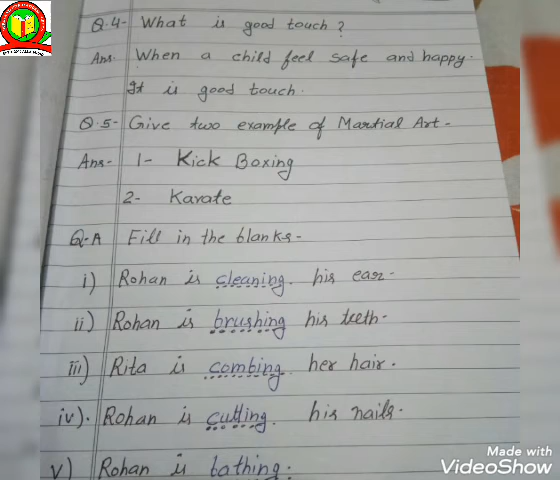 Q.4- What is good touch?
Ans. When a child feel safe and happy.
It is good touch.
Q.5- Give two example of Martial Art-
Ans- 1- Kick Boxing
2- Karate
Q-A Fill in the blanks-
i) Rohan is cleaning. his ear-
ii) Rohan is brushing his teeth-
iii) Rita is combing her hair.
iv). Rohan is cutting. his nails.
v) Rohan is bathing.
Made with
VideoShow